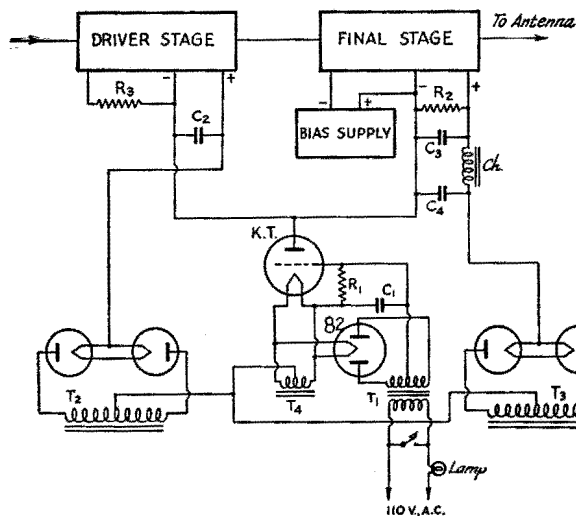 To Antenna
DRIVER STAGE
FINAL STAGE
- +
- +
- +
R3
C2
R2
BIAS SUPPLY
C3
Ch.
C4
K.T.
R1
C1
82
T2
T4
T1
T3
Lamp
110 V., A.C.